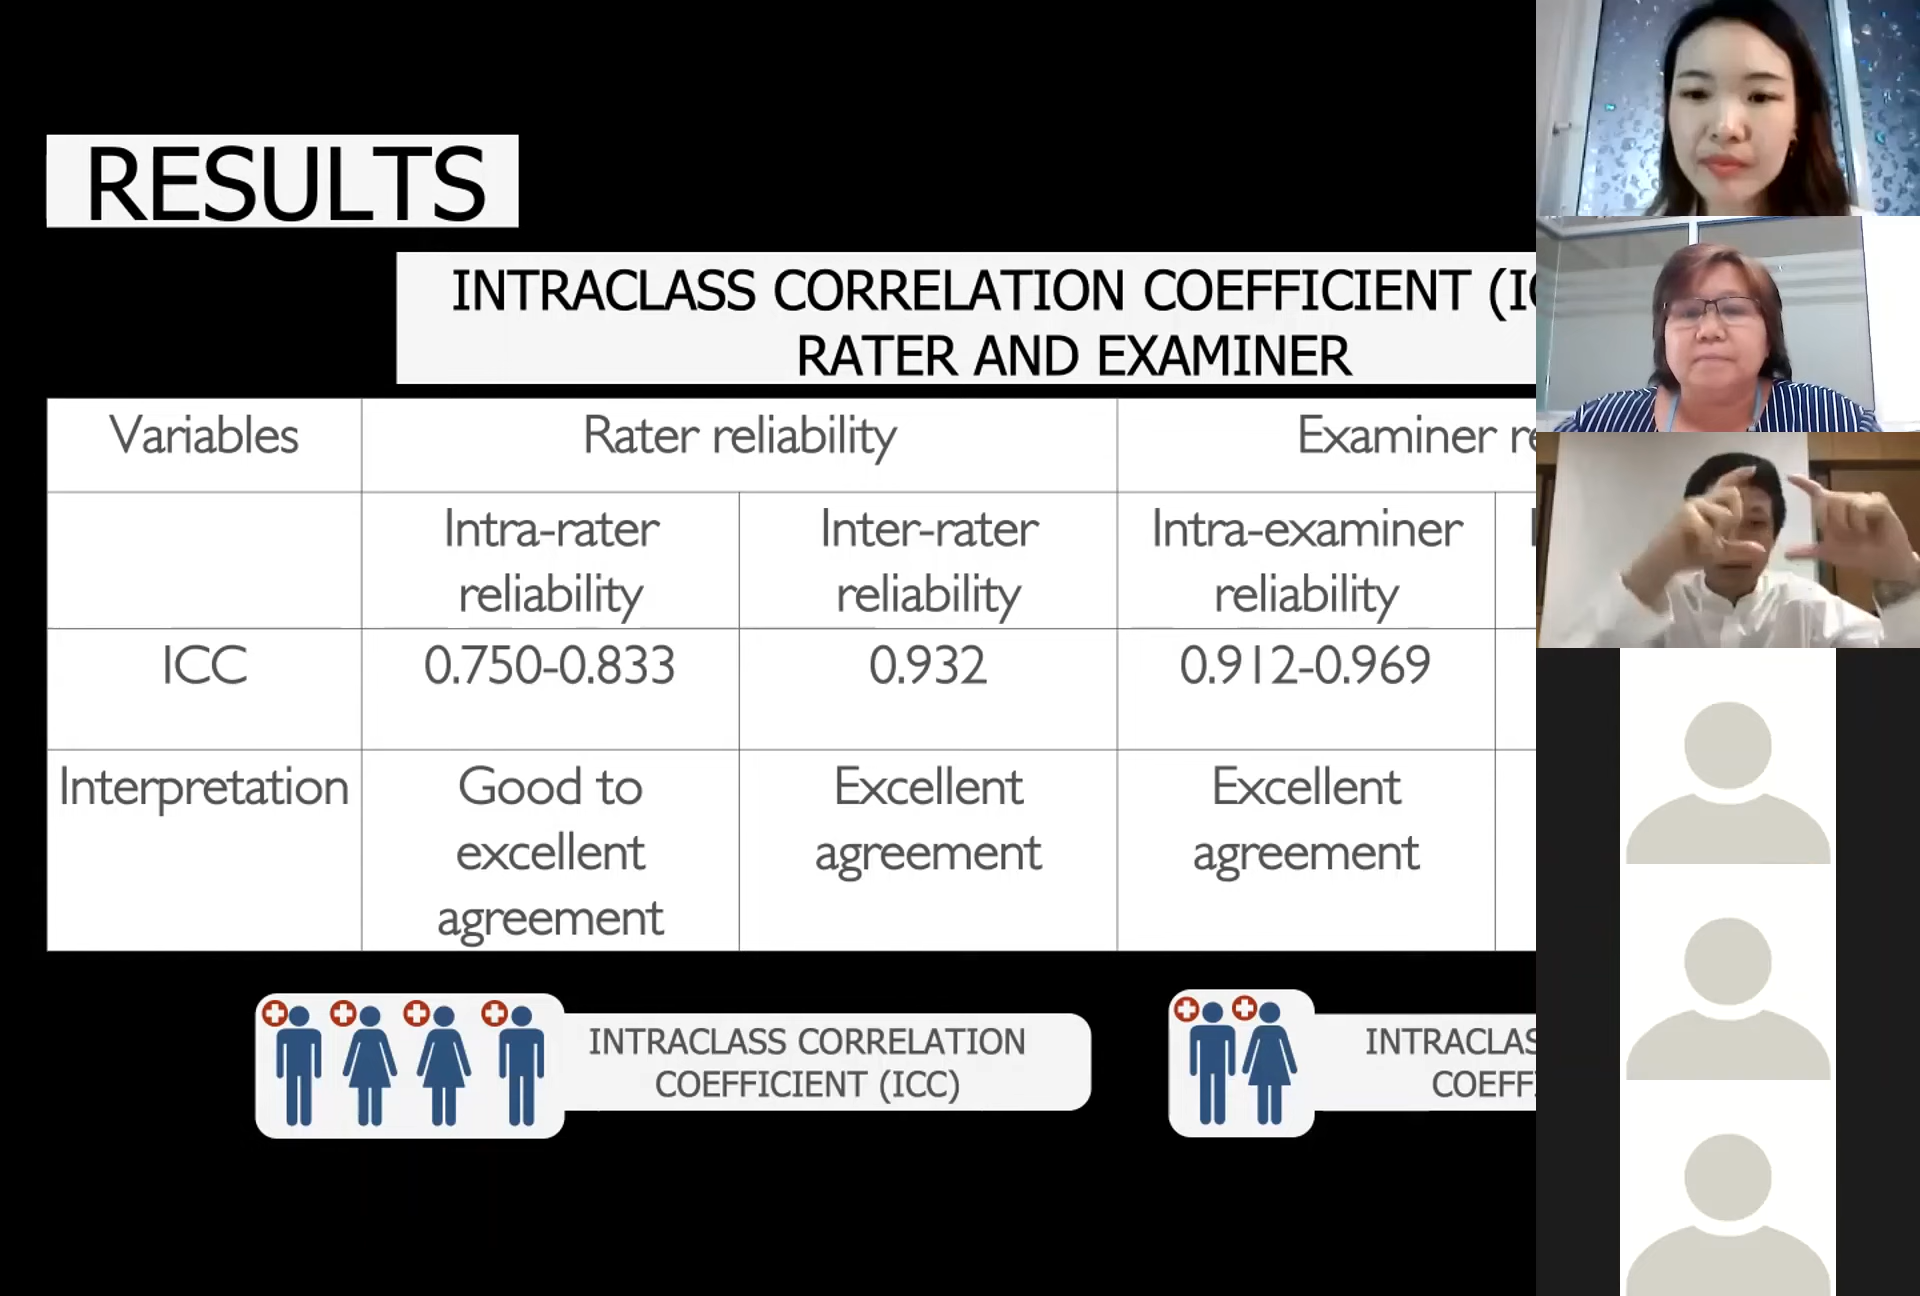 RESULTS
INTRACLASS CORRELATION COEFFICIENT
RATER AND EXAMINER
Variables Rater reliability Examiner
Intra-rater reliability Inter-rater reliability Intra-examiner reliability
ICC 0.750-0.833 0.932 0.912-0.969
Interpretation Good to excellent agreement Excellent agreement Excellent agreement
INTRACLASS CORRELATION
COEFFICIENT (ICC)